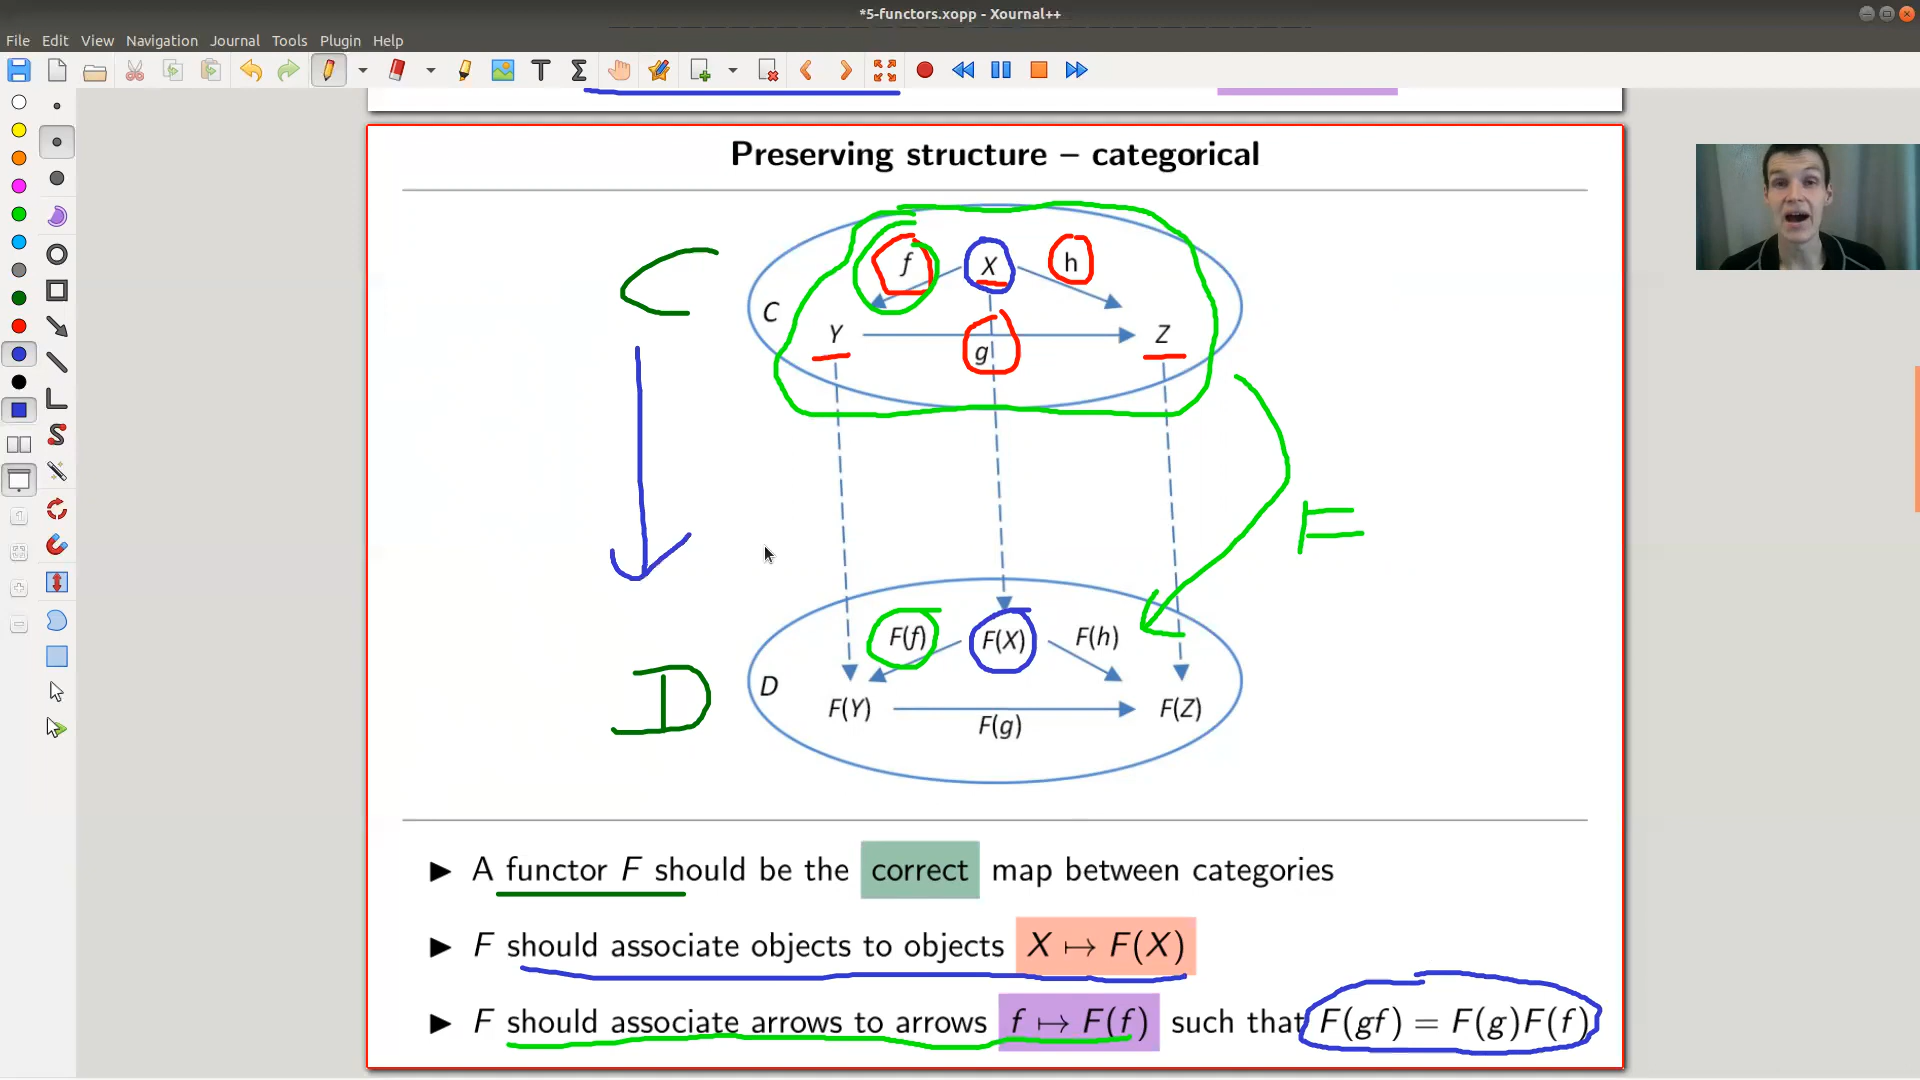 *5-functors.xopp - Xournal++
File Edit View Navigation Journal Tools Plugin Help
Preserving structure – categorical
C
f X h
C
Y Z
g
F
F(f) F(X) F(h)
D
D
F(Y) F(Z)
F(g)
► A functor F should be the correct map between categories
► F should associate objects to objects X ↦ F(X)
► F should associate arrows to arrows f ↦ F(f) such that F(gf) = F(g)F(f)